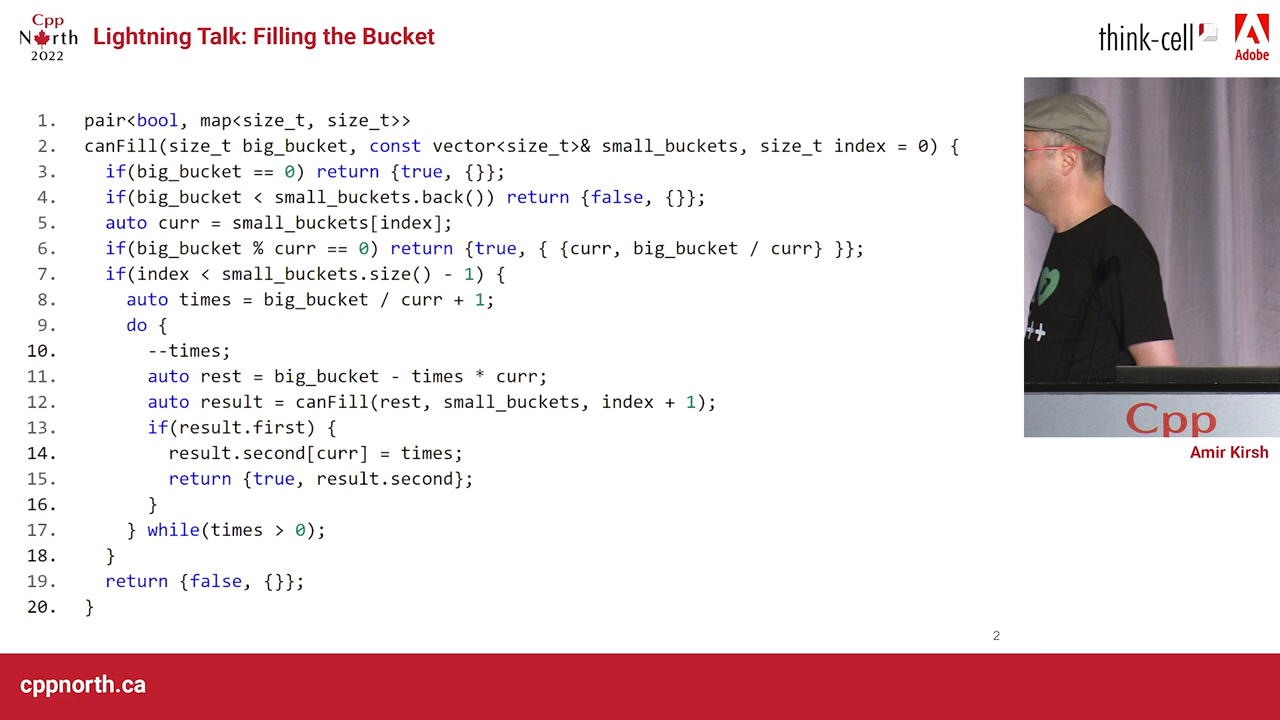 Cpp
North
2022
Lightning Talk: Filling the Bucket
think-cell
Adobe
1. pair<bool, map<size_t, size_t>>
2. canFill(size_t big_bucket, const vector<size_t>& small_buckets, size_t index = 0) {
3. if(big_bucket == 0) return {true, {}};
4. if(big_bucket < small_buckets.back()) return {false, {}};
5. auto curr = small_buckets[index];
6. if(big_bucket % curr == 0) return {true, { {curr, big_bucket / curr} }};
7. if(index < small_buckets.size() - 1) {
8. auto times = big_bucket / curr + 1;
9. do {
10. --times;
11. auto rest = big_bucket - times * curr;
12. auto result = canFill(rest, small_buckets, index + 1);
13. if(result.first) {
14. result.second[curr] = times;
15. return {true, result.second};
16. }
17. } while(times > 0);
18. }
19. return {false, {}};
20. }
++
Cpp
Amir Kirsh
2
cppnorth.ca